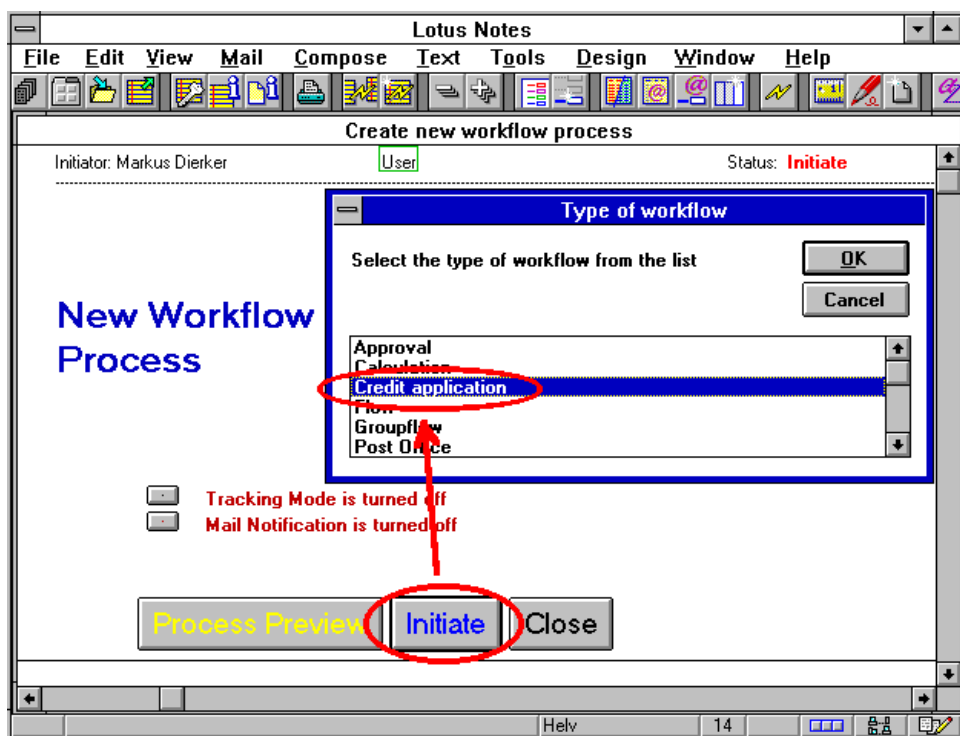 Lotus Notes
File Edit View Mail Compose Text Tools Design Window Help
Create new workflow process
Initiator: Markus Dierker User Status: Initiate
Type of workflow
Select the type of workflow from the list
OK
Cancel
New Workflow
Process
Approval
Calculation
Credit application
Flow
Groupflow
Post Office
Tracking Mode is turned off
Mail Notification is turned off
Process Preview Initiate Close
Helv 14